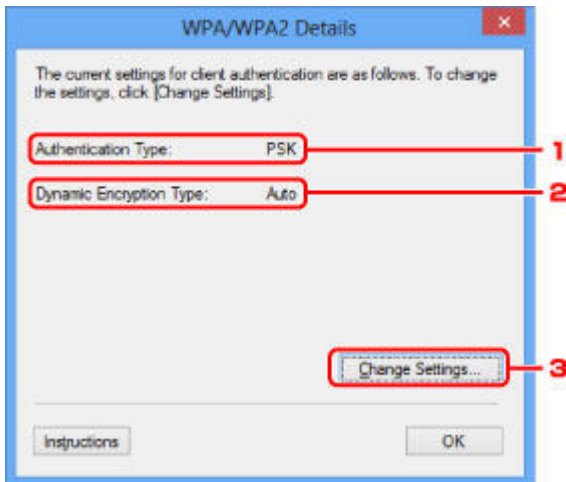 WPA/WPA2 Details
The current settings for client authentication are as follows. To change
the settings, click [Change Settings].
Authentication Type: PSK 1
Dynamic Encryption Type: Auto 2
Change Settings... 3
Instructions OK